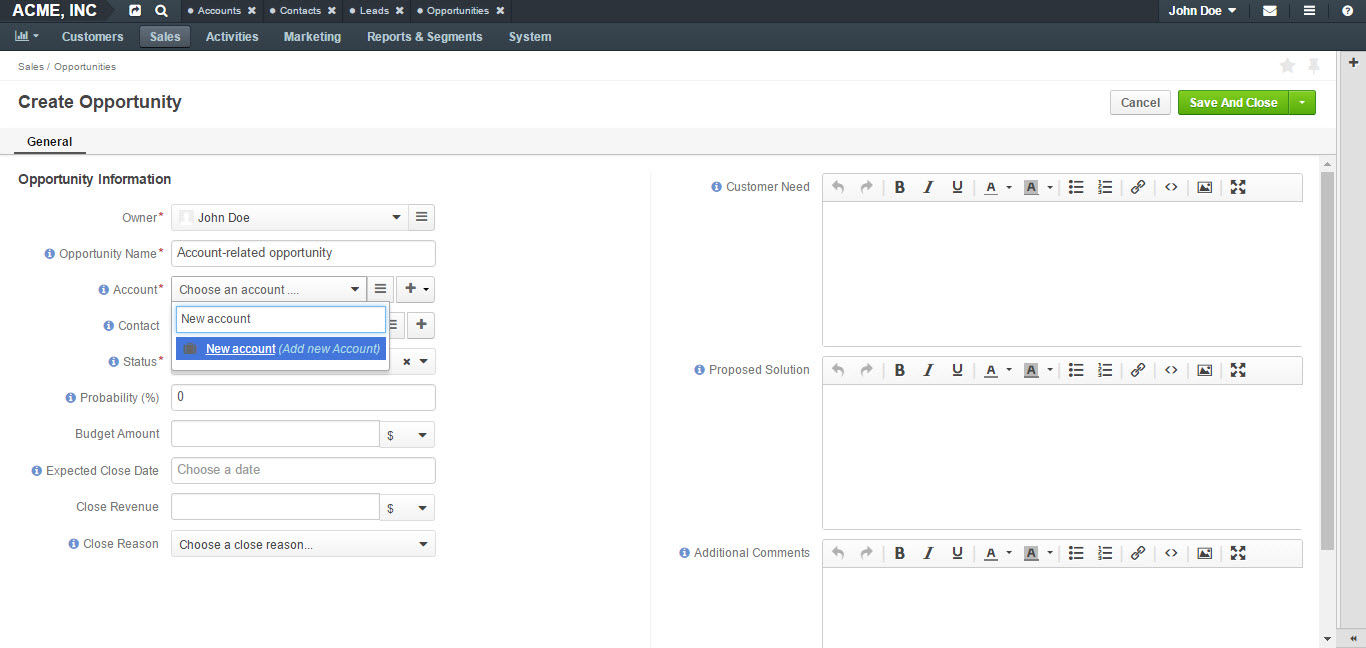 ACME, INC
Accounts
Contacts
Leads
Opportunities
John Doe
Customers
Sales
Activities
Marketing
Reports & Segments
System
Sales / Opportunities
Create Opportunity
Cancel
Save And Close
General
Opportunity Information
Owner*
John Doe
Opportunity Name*
Account-related opportunity
Account*
Choose an account ....
New account
New account (Add new Account)
Contact
Status*
Probability (%)
0
Budget Amount
$
Expected Close Date
Choose a date
Close Revenue
$
Close Reason
Choose a close reason...
Customer Need
B I U A A
Proposed Solution
B I U A A
Additional Comments
B I U A A